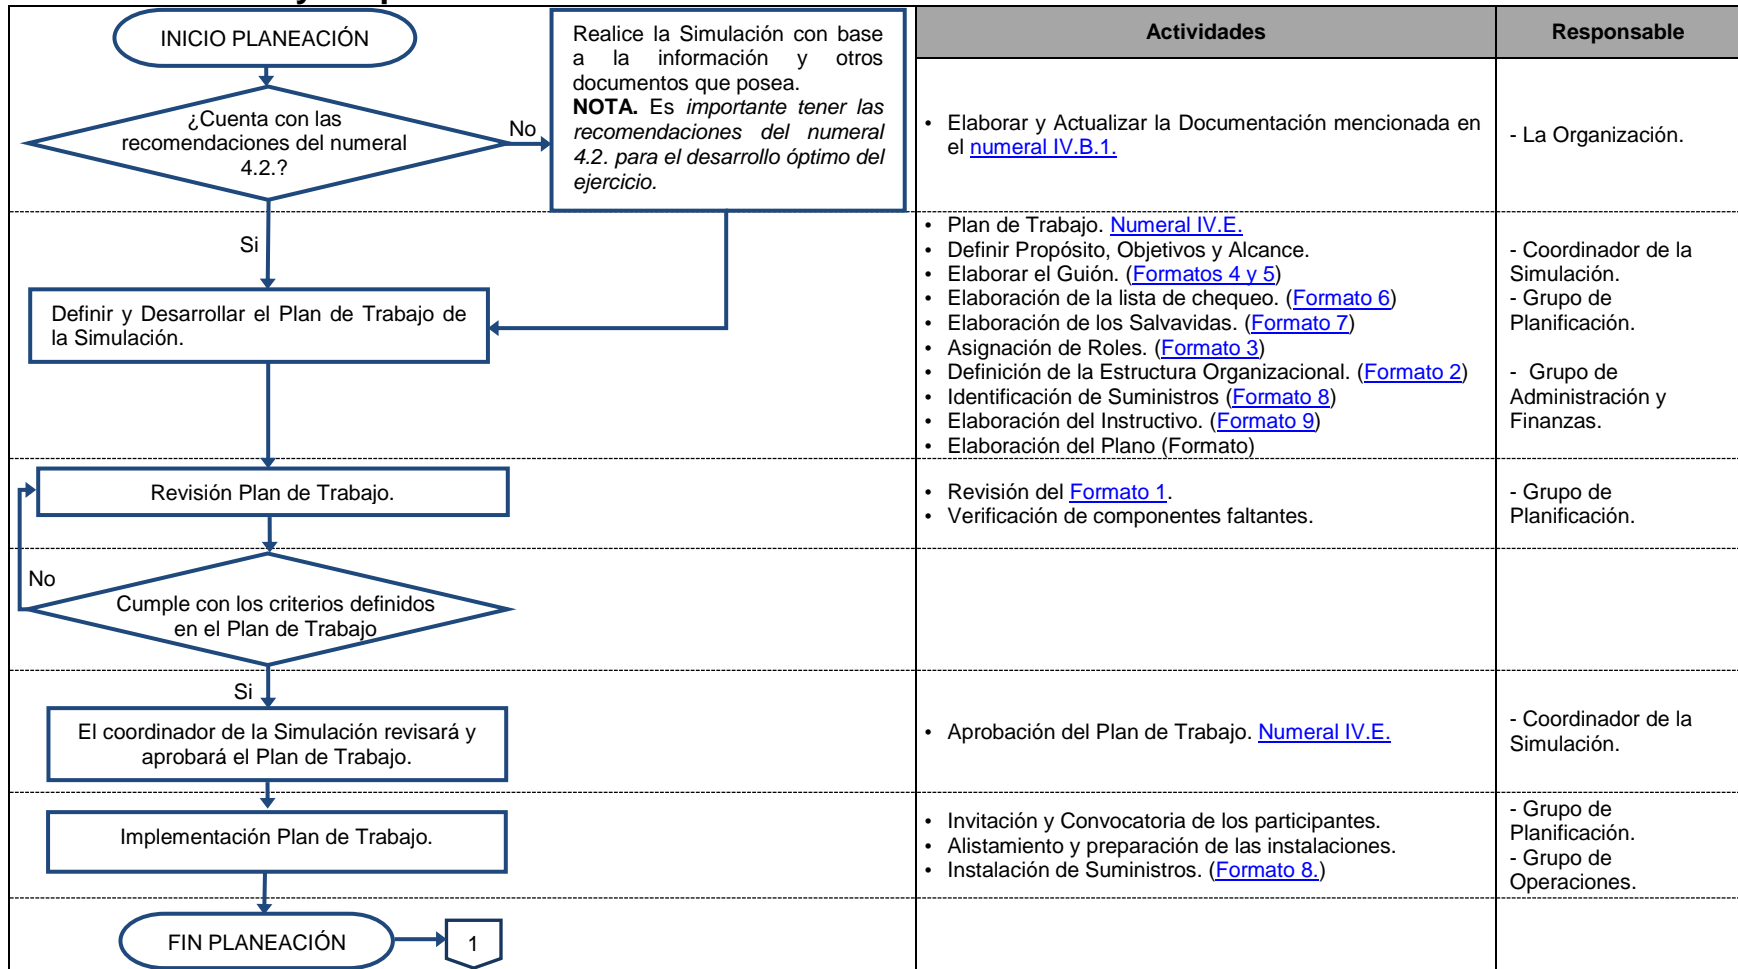 INICIO PLANEACIÓN
Realice la Simulación con base
a la información y otros
documentos que posea.
NOTA. Es importante tener las
recomendaciones del numeral
4.2. para el desarrollo óptimo del
ejercicio.
Actividades
Responsable
¿Cuenta con las
recomendaciones del numeral
4.2.?
No
• Elaborar y Actualizar la Documentación mencionada en
el numeral IV.B.1.
- La Organización.
Si
Definir y Desarrollar el Plan de Trabajo de
la Simulación.
• Plan de Trabajo. Numeral IV.E.
• Definir Propósito, Objetivos y Alcance.
• Elaborar el Guión. (Formatos 4 y 5)
• Elaboración de la lista de chequeo. (Formato 6)
• Elaboración de los Salvavidas. (Formato 7)
• Asignación de Roles. (Formato 3)
• Definición de la Estructura Organizacional. (Formato 2)
• Identificación de Suministros (Formato 8)
• Elaboración del Instructivo. (Formato 9)
• Elaboración del Plano (Formato)
- Coordinador de la
Simulación.
- Grupo de
Planificación.
- Grupo de
Administración y
Finanzas.
Revisión Plan de Trabajo.
• Revisión del Formato 1.
• Verificación de componentes faltantes.
- Grupo de
Planificación.
No
Cumple con los criterios definidos
en el Plan de Trabajo
Si
El coordinador de la Simulación revisará y
aprobará el Plan de Trabajo.
• Aprobación del Plan de Trabajo. Numeral IV.E.
- Coordinador de la
Simulación.
Implementación Plan de Trabajo.
• Invitación y Convocatoria de los participantes.
• Alistamiento y preparación de las instalaciones.
• Instalación de Suministros. (Formato 8.)
- Grupo de
Planificación.
- Grupo de
Operaciones.
FIN PLANEACIÓN
1